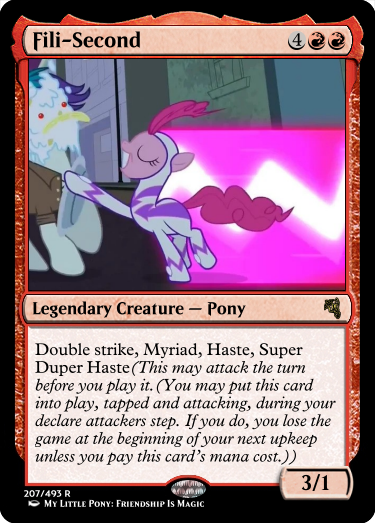 Fili-Second 4
Legendary Creature — Pony
Double strike, Myriad, Haste, Super
Duper Haste(This may attack the turn
before you play it.(You may put this card
into play, tapped and attacking, during your
declare attackers step. If you do, you lose the
game at the beginning of your next upkeep
unless you pay this card's mana cost.))
3/1
207/493 R
My Little Pony: Friendship Is Magic